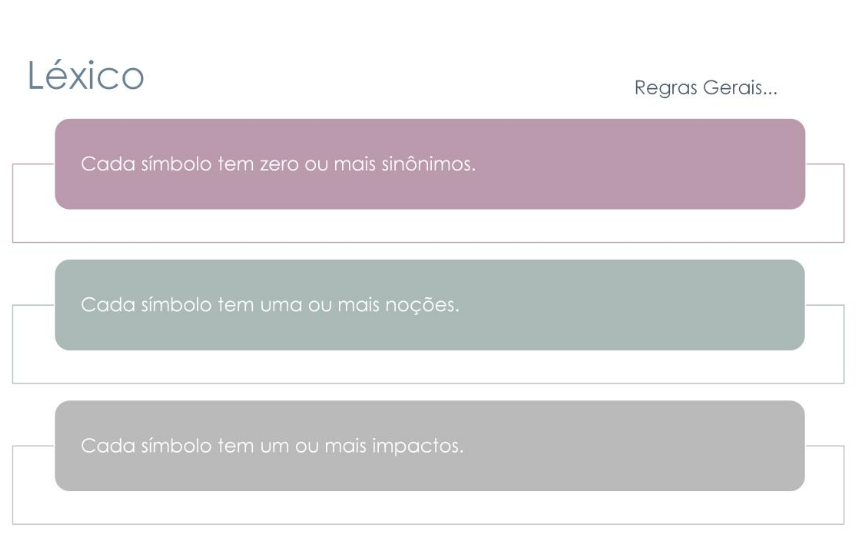 Léxico
Regras Gerais...
Cada símbolo tem zero ou mais sinônimos.
Cada símbolo tem uma ou mais noções.
Cada símbolo tem um ou mais impactos.